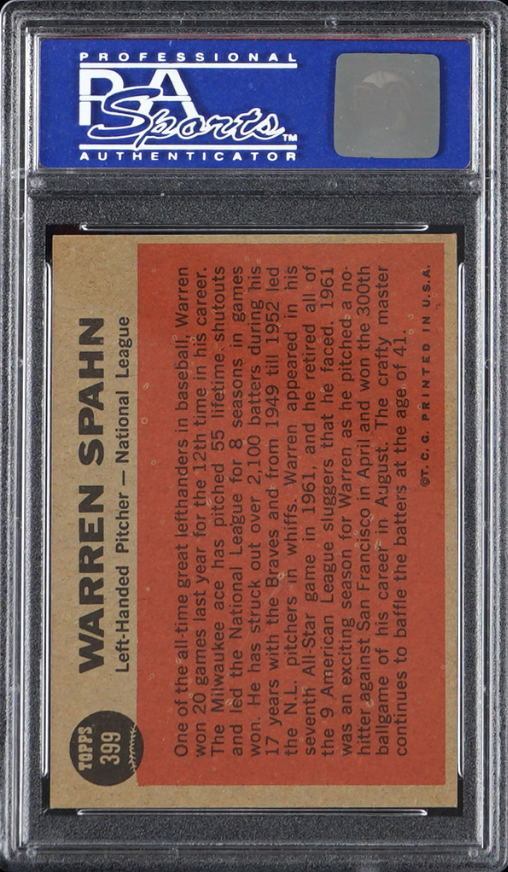 PROFESSIONAL
PSA
Sports™
AUTHENTICATOR
TOPPS
399
WARREN SPAHN
Left-Handed Pitcher — National League
One of the all-time great lefthanders in baseball, Warren
won 20 games last year for the 12th time in his career.
The Milwaukee ace has pitched 55 lifetime shutouts
and led the National League for 8 seasons in games
won. He has struck out over 2,100 batters during his
17 years with the Braves and from 1949 till 1952 led
the N.L. pitchers in whiffs. Warren appeared in his
seventh All-Star game in 1961, and he retired all of
the 9 American League sluggers that he faced. 1961
was an exciting season for Warren as he pitched a no-
hitter against San Francisco in April and won the 300th
ballgame of his career in August. The crafty master
continues to baffle the batters at the age of 41.
©T.C.G. PRINTED IN U.S.A.